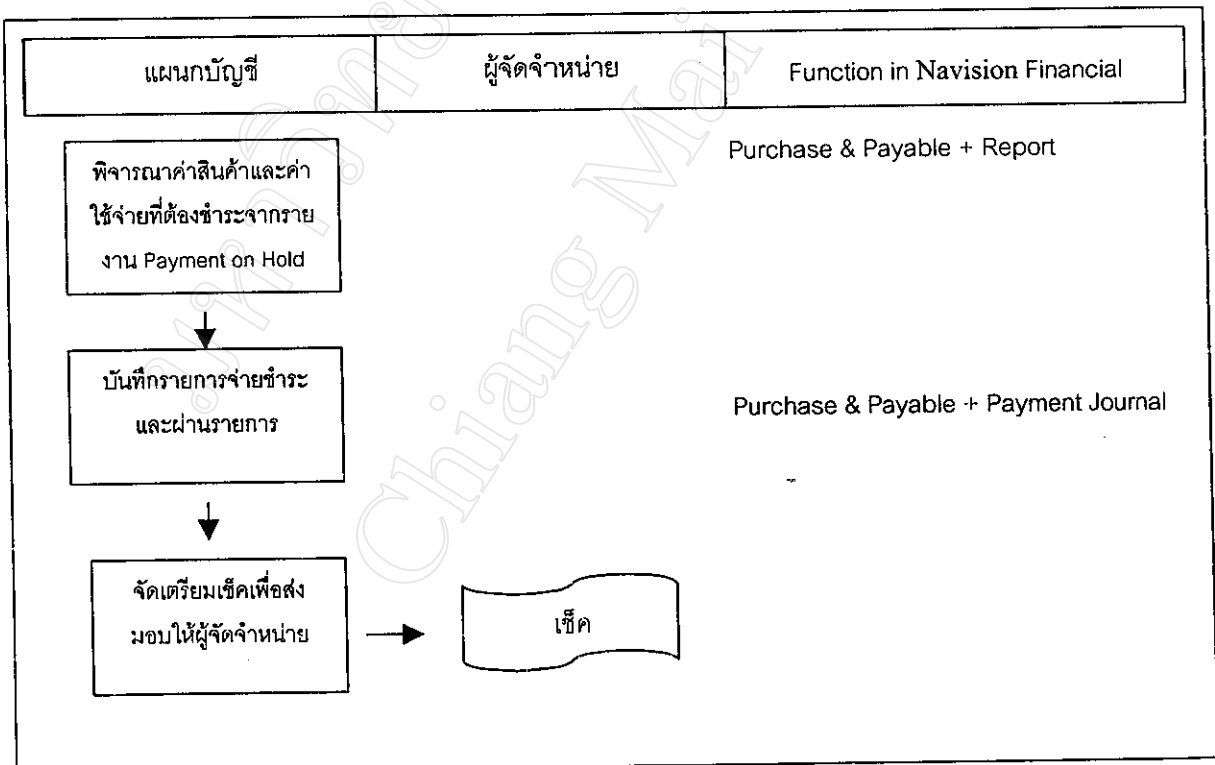 แผนกบัญชี
ผู้จัดจำหน่าย
Function in Navision Financial
พิจารณาค่าสินค้าและค่า
ใช้จ่ายที่ต้องชำระจากราย
งาน Payment on Hold
Purchase & Payable + Report
บันทึกรายการจ่ายชำระ
และผ่านรายการ
Purchase & Payable + Payment Journal
จัดเตรียมเช็คเพื่อส่ง
มอบให้ผู้จัดจำหน่าย
เช็ค
Chiang Mai